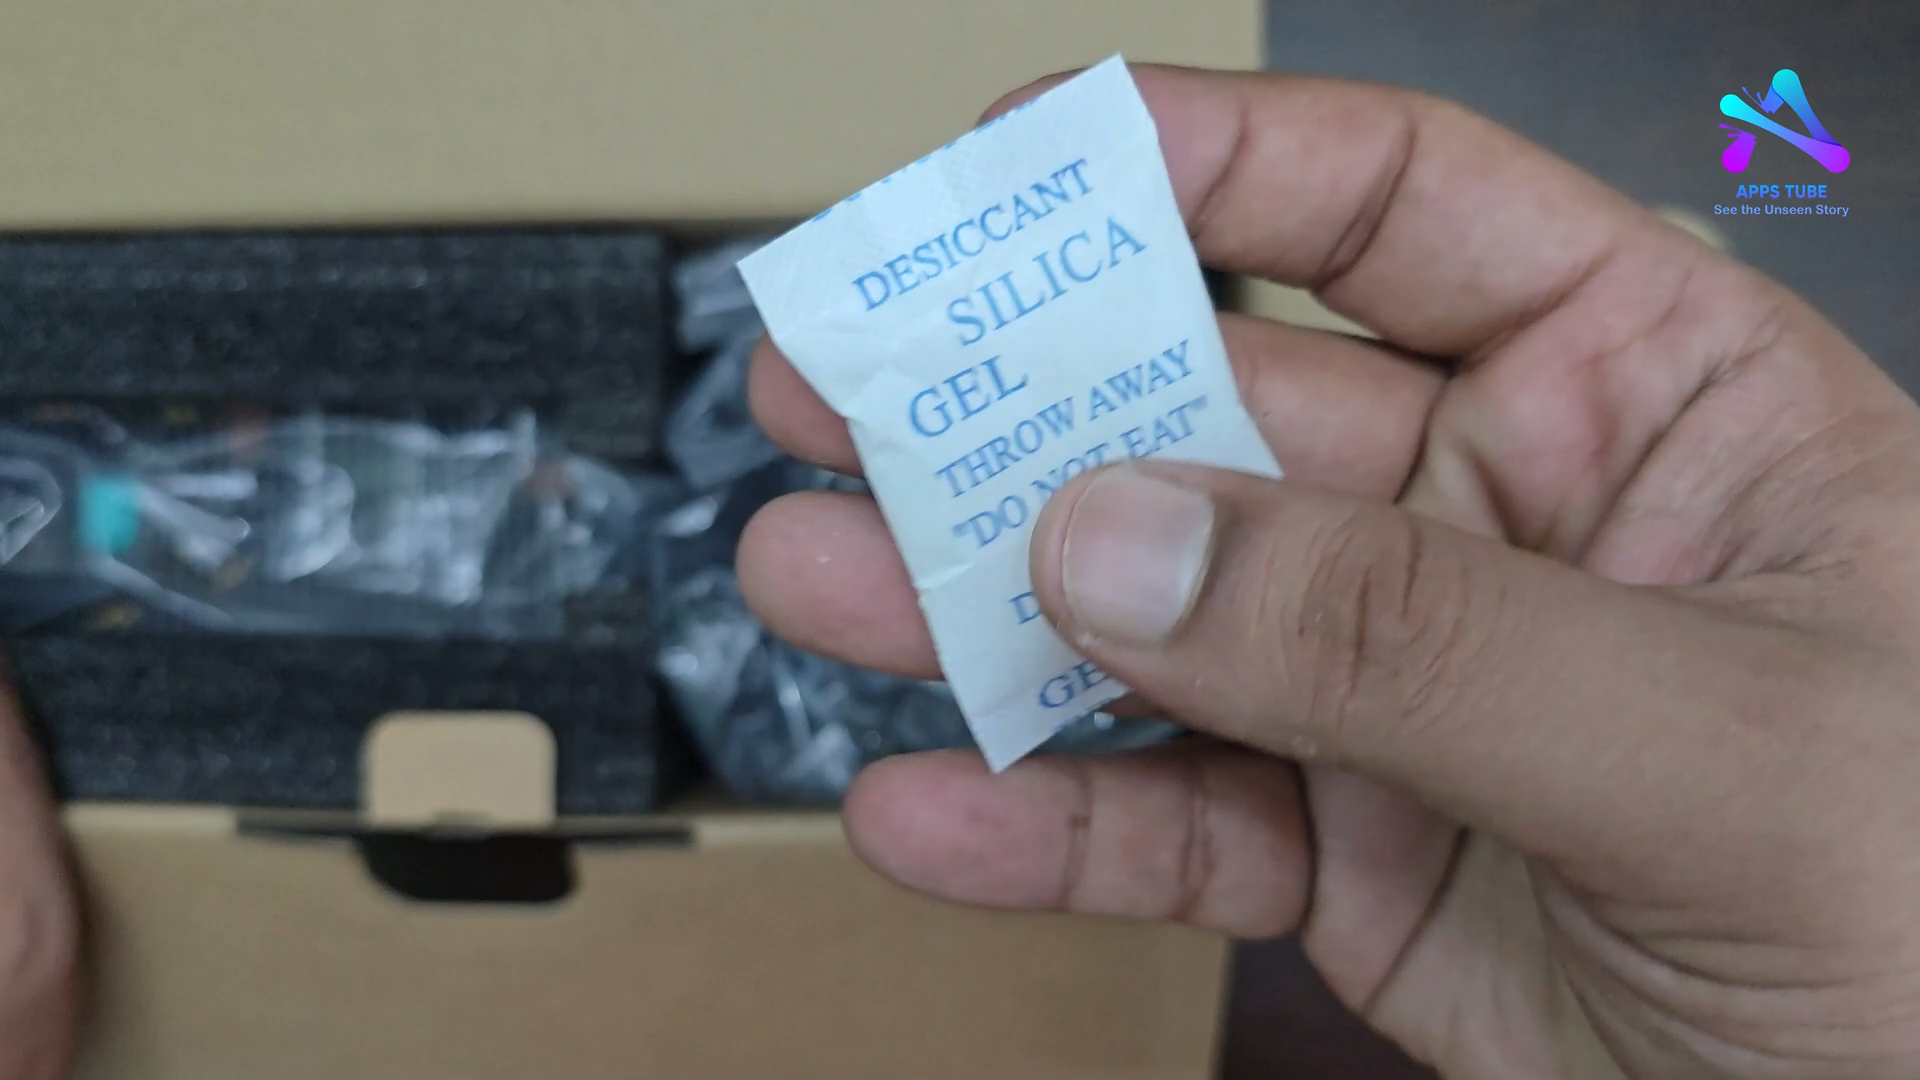 DESICCANT
SILICA
GEL
THROW AWAY
"DO NOT EAT"
APPS TUBE
See the Unseen Story